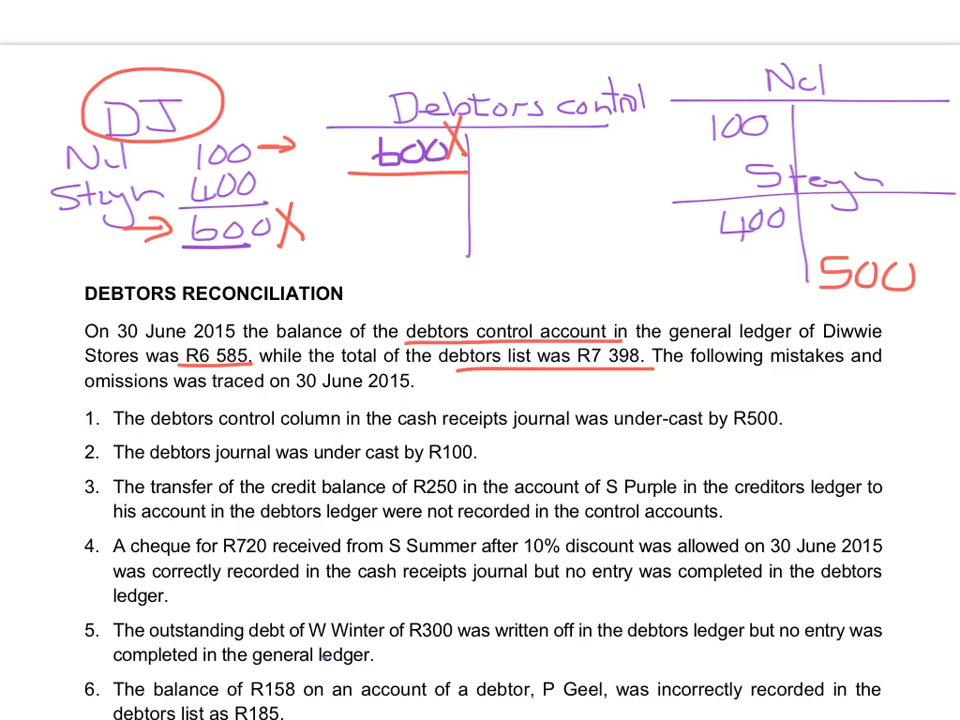 DJ
Debtors control
Ncl
Ncl 100
600 X
100
Steyn 400
Steyn
600 X
400
500
DEBTORS RECONCILIATION
On 30 June 2015 the balance of the debtors control account in the general ledger of Diwwie
Stores was R6 585, while the total of the debtors list was R7 398. The following mistakes and
omissions was traced on 30 June 2015.
1. The debtors control column in the cash receipts journal was under-cast by R500.
2. The debtors journal was under cast by R100.
3. The transfer of the credit balance of R250 in the account of S Purple in the creditors ledger to
his account in the debtors ledger were not recorded in the control accounts.
4. A cheque for R720 received from S Summer after 10% discount was allowed on 30 June 2015
was correctly recorded in the cash receipts journal but no entry was completed in the debtors
ledger.
5. The outstanding debt of W Winter of R300 was written off in the debtors ledger but no entry was
completed in the general ledger.
6. The balance of R158 on an account of a debtor, P Geel, was incorrectly recorded in the
debtors list as R185.